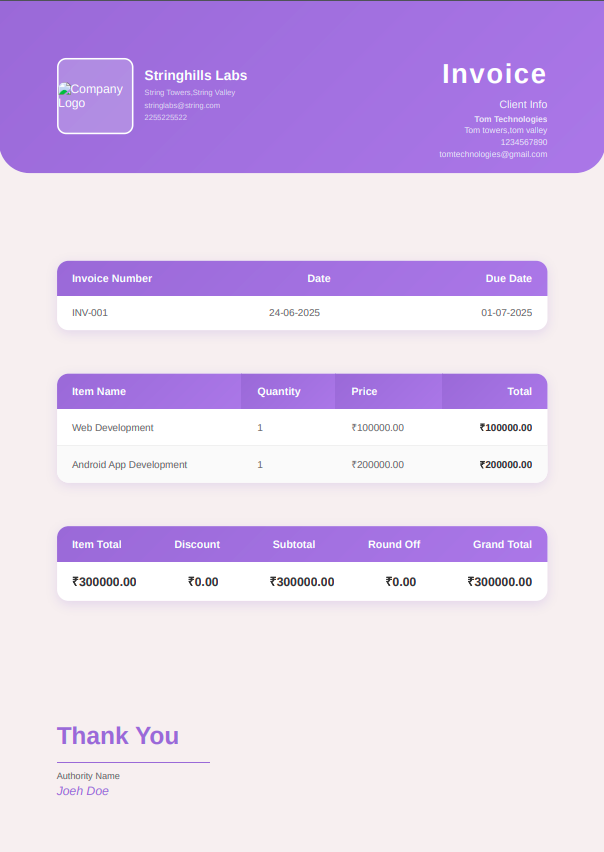 Company
Logo
Stringhills Labs
String Towers,String Valley
stringlabs@string.com
2255225522
Invoice
Client Info
Tom Technologies
Tom towers,tom valley
1234567890
tomtechnologies@gmail.com
Invoice Number Date Due Date
INV-001 24-06-2025 01-07-2025
Item Name Quantity Price Total
Web Development 1 ₹100000.00 ₹100000.00
Android App Development 1 ₹200000.00 ₹200000.00
Item Total Discount Subtotal Round Off Grand Total
₹300000.00 ₹0.00 ₹300000.00 ₹0.00 ₹300000.00
Thank You
Authority Name
Joeh Doe